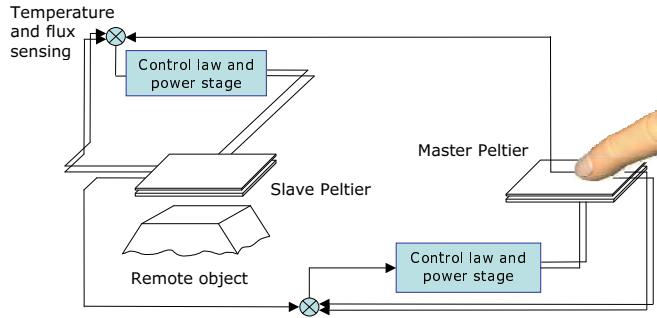 Temperature
and flux
sensing
Control law and
power stage
Master Peltier
Slave Peltier
Remote object
Control law and
power stage